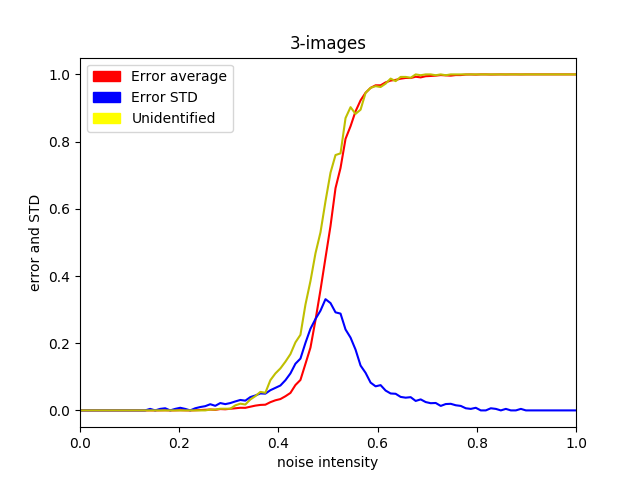 3-images
Error average
Error STD
Unidentified
1.0
0.8
0.6
0.4
0.2
0.0
error and STD
0.0 0.2 0.4 0.6 0.8 1.0
noise intensity